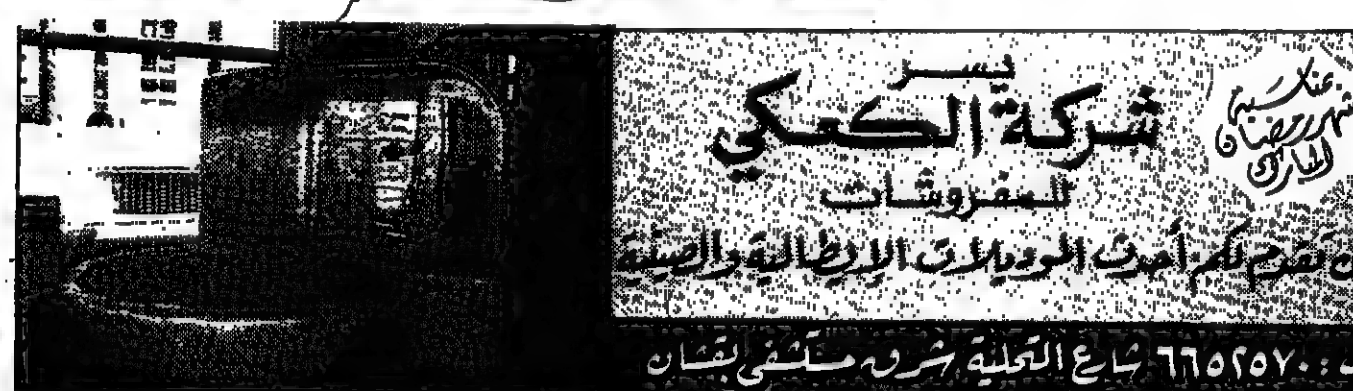 بمناسبة
شهر رمضان
المبارك
يسر
شركة الكعكي
للمفروشات
أن تقدم لكم أحدث الموديلات الإيطالية والصينية
ت : ٦٦٥٢٥٧٠ شارع التحلية شرق مستشفى بقشان